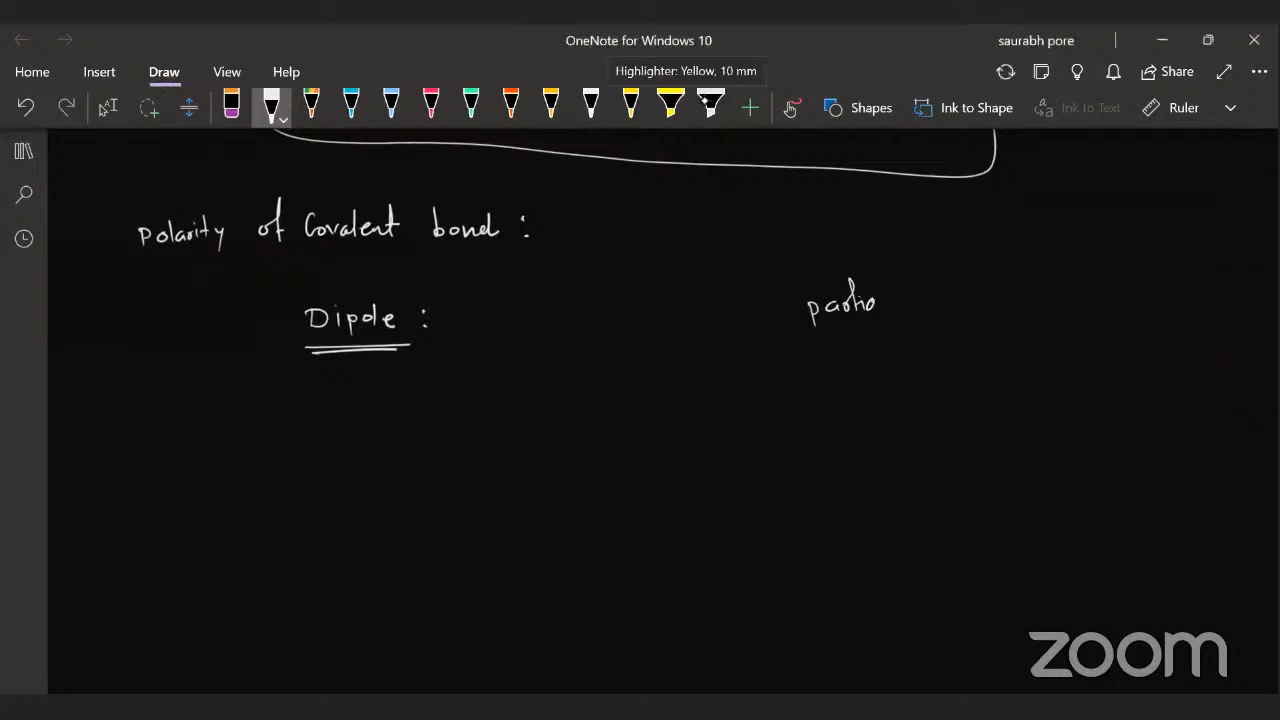 OneNote for Windows 10
saurabh pore
Home Insert Draw View Help
Highlighter: Yellow, 10 mm
Share
Shapes Ink to Shape Ink to Text Ruler
Polarity of Covalent bond :
Dipole :
partio
zoom